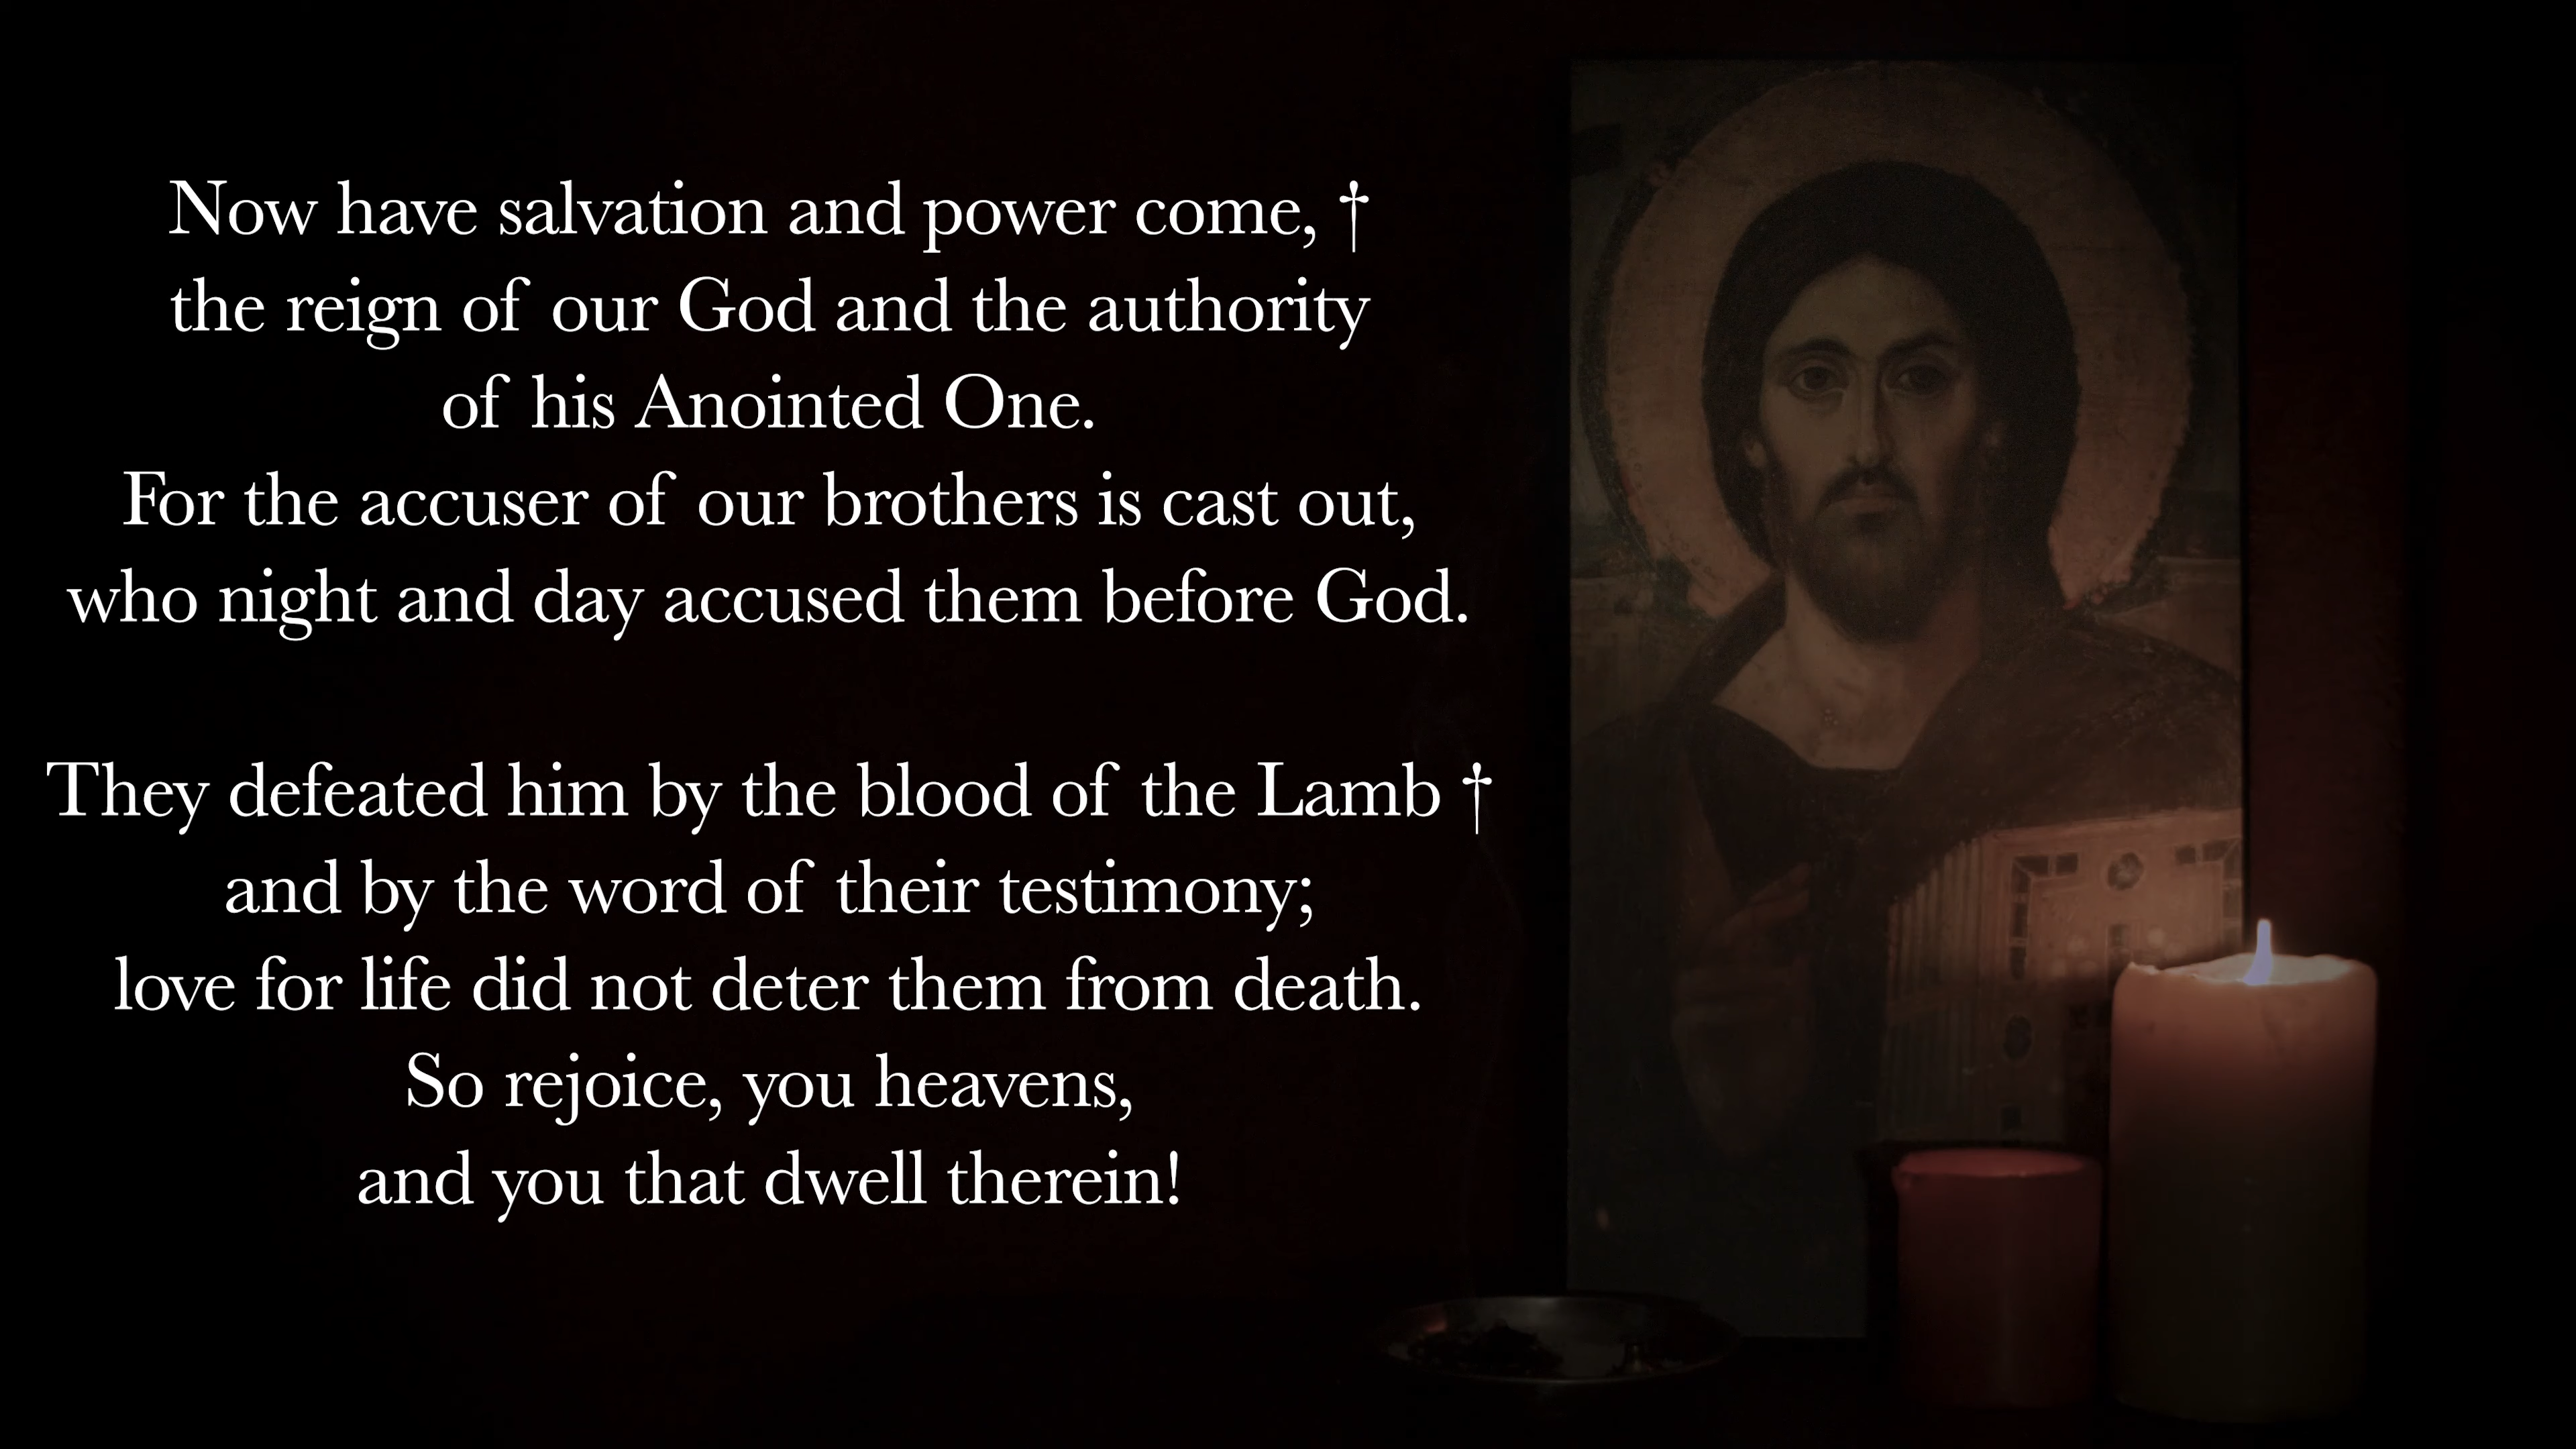 Now have salvation and power come, †
the reign of our God and the authority
of his Anointed One.
For the accuser of our brothers is cast out,
who night and day accused them before God.
They defeated him by the blood of the Lamb †
and by the word of their testimony;
love for life did not deter them from death.
So rejoice, you heavens,
and you that dwell therein!